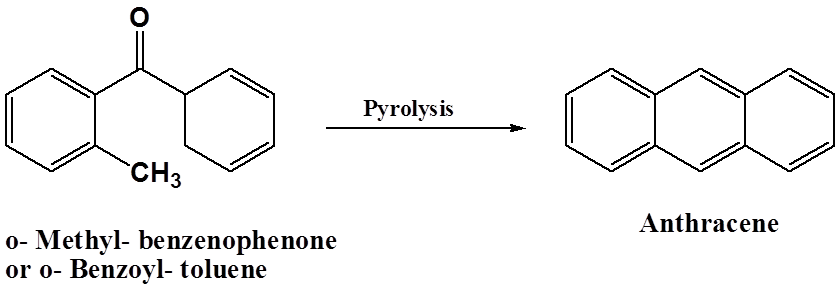 O
Pyrolysis
CH3
Anthracene
o- Methyl- benzenophenone
or o- Benzoyl- toluene